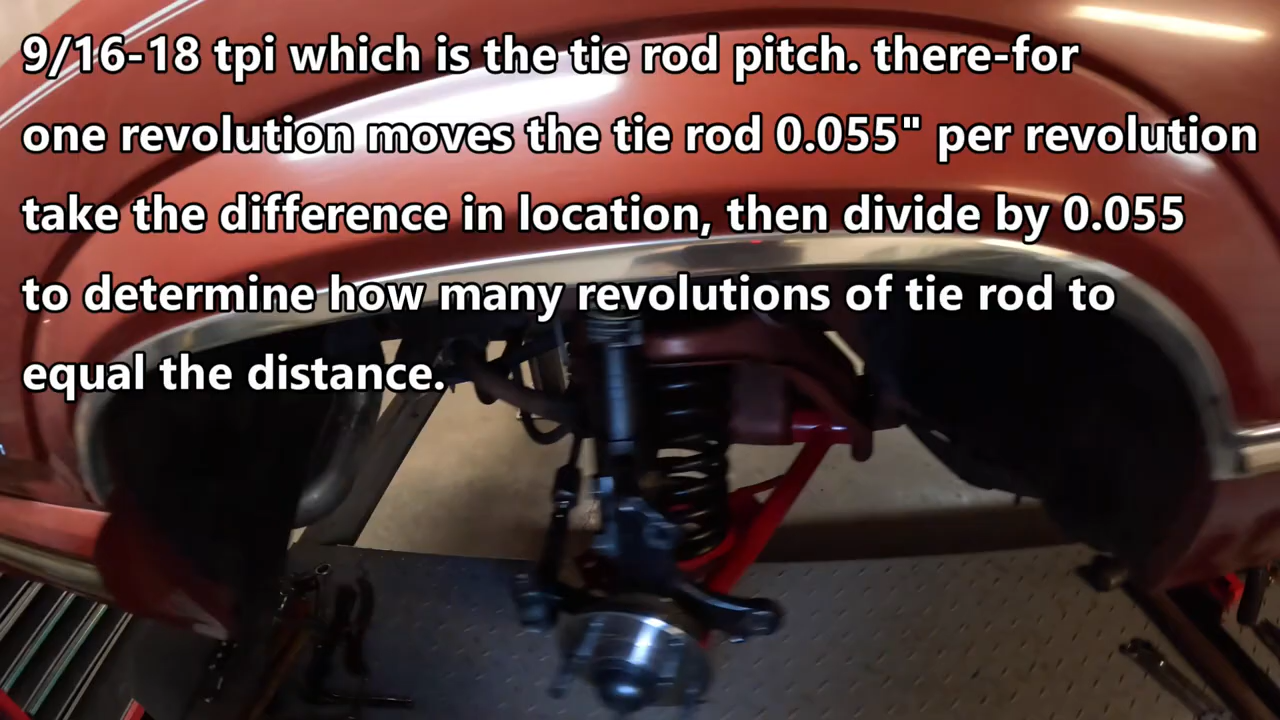 9/16-18 tpi which is the tie rod pitch. there-for
one revolution moves the tie rod 0.055" per revolution
take the difference in location, then divide by 0.055
to determine how many revolutions of tie rod to
equal the distance.